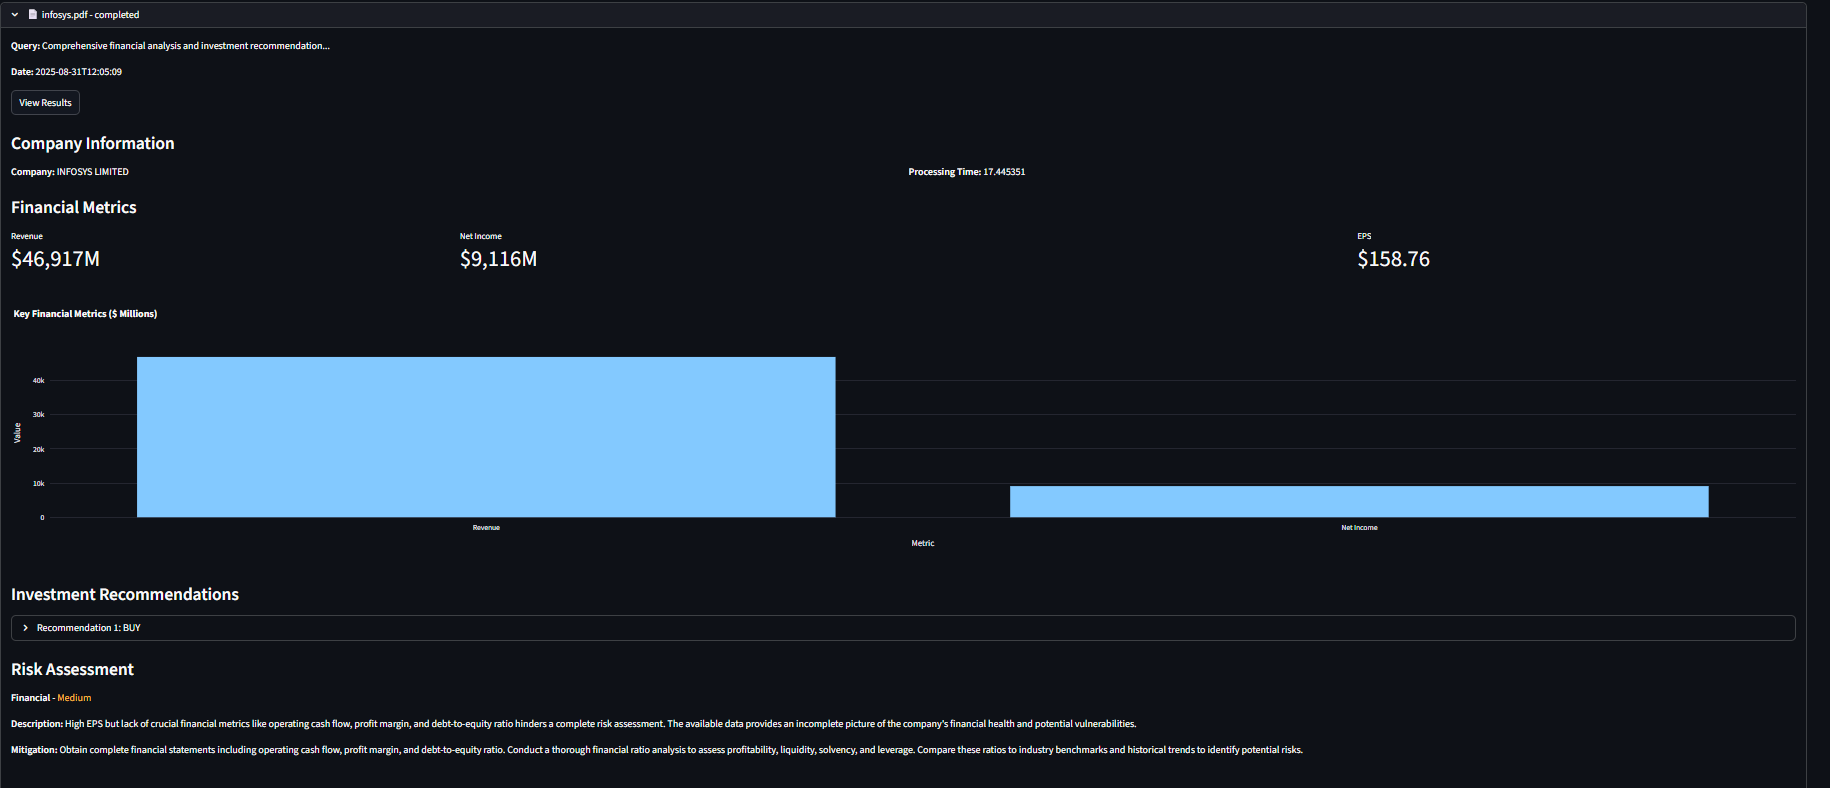 infosys.pdf - completed
Query: Comprehensive financial analysis and investment recommendation...
Date: 2025-08-31T12:05:09
View Results
Company Information
Company: INFOSYS LIMITED
Processing Time: 17.445351
Financial Metrics
Revenue
$46,917M
Net Income
$9,116M
EPS
$158.76
Key Financial Metrics ($ Millions)
40k
30k
20k
10k
0
Value
Revenue
Net Income
Metric
Investment Recommendations
Recommendation 1: BUY
Risk Assessment
Financial - Medium
Description: High EPS but lack of crucial financial metrics like operating cash flow, profit margin, and debt-to-equity ratio hinders a complete risk assessment. The available data provides an incomplete picture of the company's financial health and potential vulnerabilities.
Mitigation: Obtain complete financial statements including operating cash flow, profit margin, and debt-to-equity ratio. Conduct a thorough financial ratio analysis to assess profitability, liquidity, solvency, and leverage. Compare these ratios to industry benchmarks and historical trends to identify potential risks.